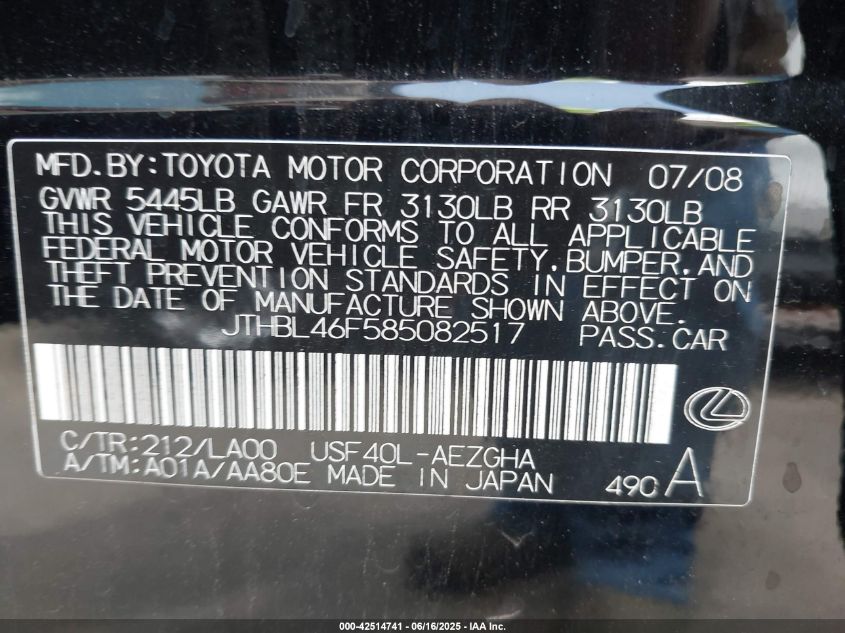 MFD.BY:TOYOTA MOTOR CORPORATION 07/08
GVWR 5445LB GAWR FR 3130LB RR 3130LB
THIS VEHICLE CONFORMS TO ALL APPLICABLE
FEDERAL MOTOR VEHICLE SAFETY,BUMPER,AND
THEFT PREVENTION STANDARDS IN EFFECT ON
THE DATE OF MANUFACTURE SHOWN ABOVE.
JTHBL46F585082517 PASS.CAR
C/TR:212/LA00 USF40L-AEZGHA
A/TM:A01A/AA80E MADE IN JAPAN 490 A
000-42514741 - 06/16/2025 - IAA Inc.